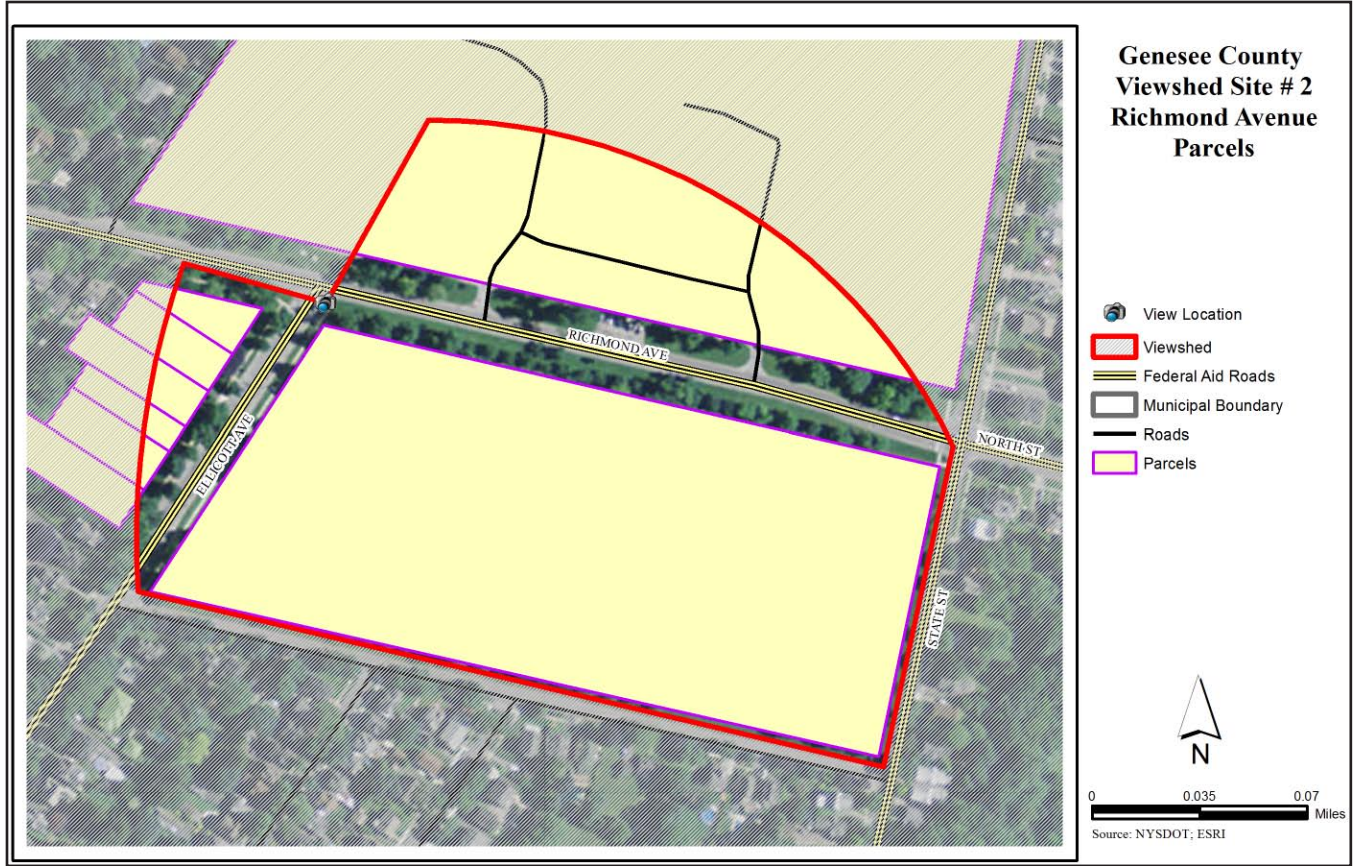 Genesee County
Viewshed Site # 2
Richmond Avenue
Parcels
RICHMOND AVE
ELLICOTT AVE
NORTH ST
STATE ST
View Location
Viewshed
Federal Aid Roads
Municipal Boundary
Roads
Parcels
N
0 0.035 0.07
Miles
Source: NYSDOT; ESRI